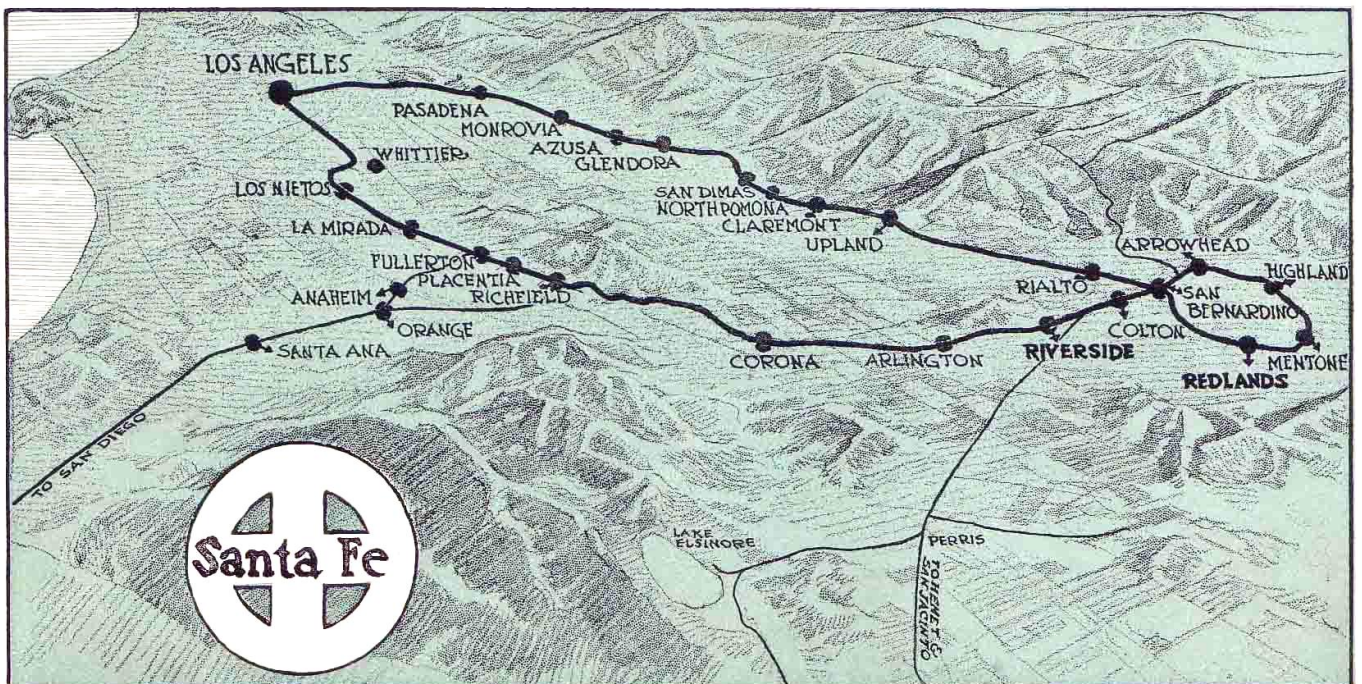 LOS ANGELES
PASADENA
MONROVIA
AZUSA
GLENDORA
WHITTIER
LOS NIETOS
SAN DIMAS
NORTH POMONA
CLAREMONT
UPLAND
LA MIRADA
FULLERTON
PLACENTIA
RICHFIELD
ANAHEIM
ORANGE
SANTA ANA
ARROWHEAD
HIGHLAND
RIALTO
SAN
BERNARDINO
COLTON
CORONA
ARLINGTON
RIVERSIDE
MENTONE
REDLANDS
TO SAN DIEGO
Santa Fe
LAKE
ELSINORE
PERRIS
TO HEMET &
SAN JACINTO